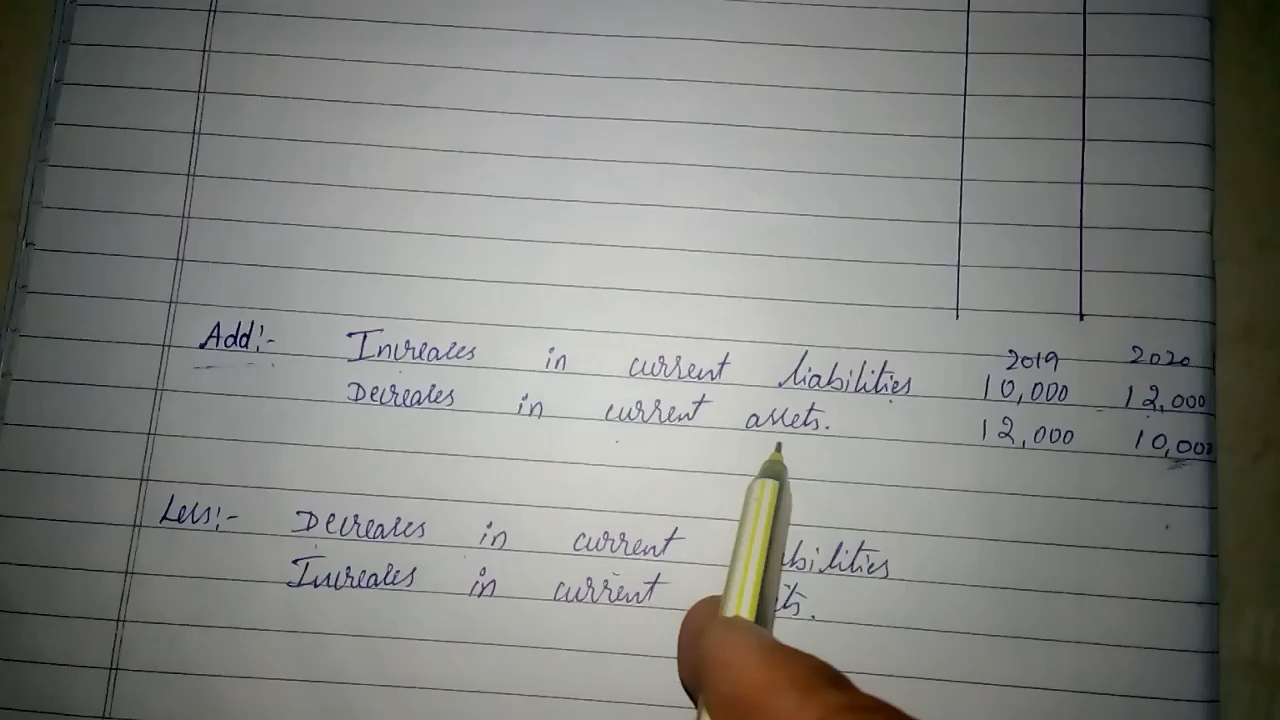 2019 2020
Add:- Increases in current liabilities 10,000 12,000
Decreases in current assets. 12,000 10,000
Less:- Decreases in current
Increases in current